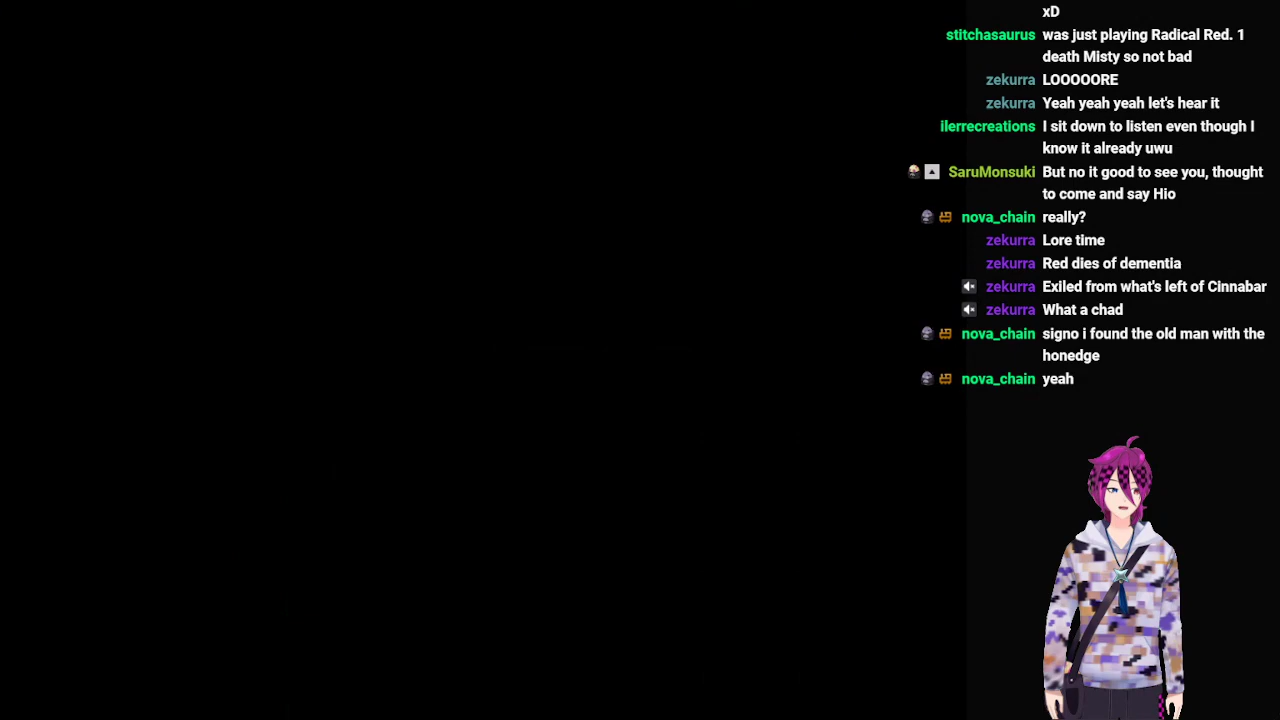 xD
stitchasaurus was just playing Radical Red. 1
death Misty so not bad
zekurra LOOOOORE
zekurra Yeah yeah yeah let's hear it
ilerrecreations I sit down to listen even though I
know it already uwu
SaruMonsuki But no it good to see you, thought
to come and say Hio
nova_chain really?
zekurra Lore time
zekurra Red dies of dementia
zekurra Exiled from what's left of Cinnabar
zekurra What a chad
nova_chain signo i found the old man with the
honedge
nova_chain yeah